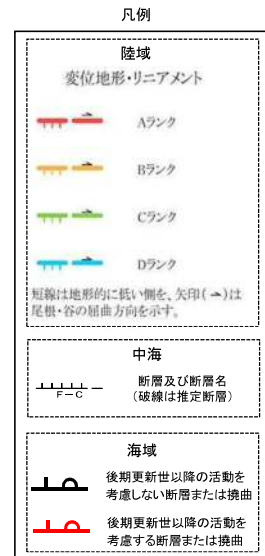 凡例
陸域
変位地形・リニアメント
Aランク
Bランク
Cランク
Dランク
短線は地形的に低い側を、矢印(⇀)は
尾根・谷の屈曲方向を示す。
中海
F-C
断層及び断層名
(破線は推定断層)
海域
後期更新世以降の活動を
考慮しない断層または撓曲
後期更新世以降の活動を
考慮する断層または撓曲